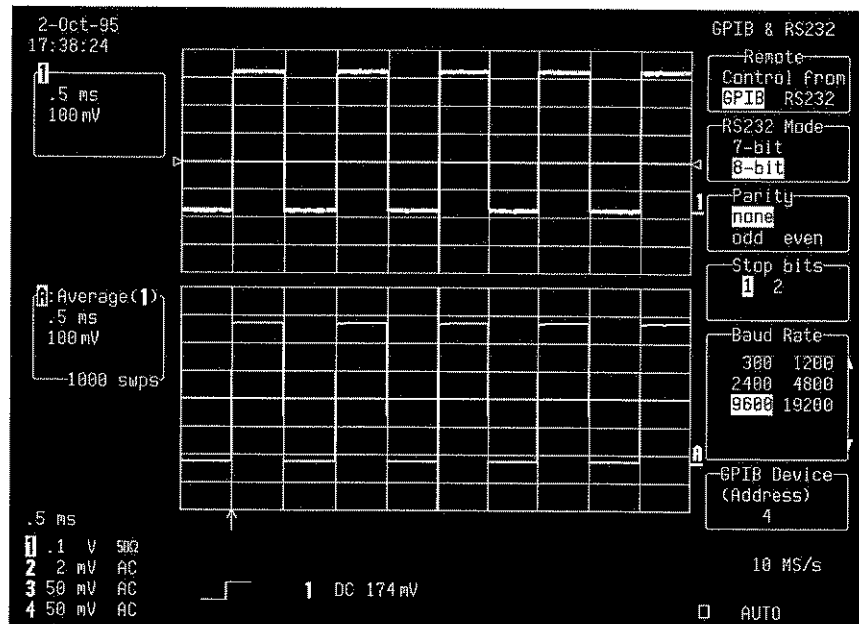 2-Oct-95
17:38:24
GPIB & RS232
Remote
Control from
GPIB RS232
RS232 Mode
7-bit
8-bit
Parity
none
odd even
Stop bits
1 2
Baud Rate
300 1200
2400 4800
9600 19200
GPIB Device
(Address)
4
1
.5 ms
100 mV
1
A:Average(1)
.5 ms
100 mV
1000 swps
A
.5 ms
1 .1 V 50Ω
2 2 mV AC
3 50 mV AC
4 50 mV AC
1 DC 174 mV
10 MS/s
AUTO